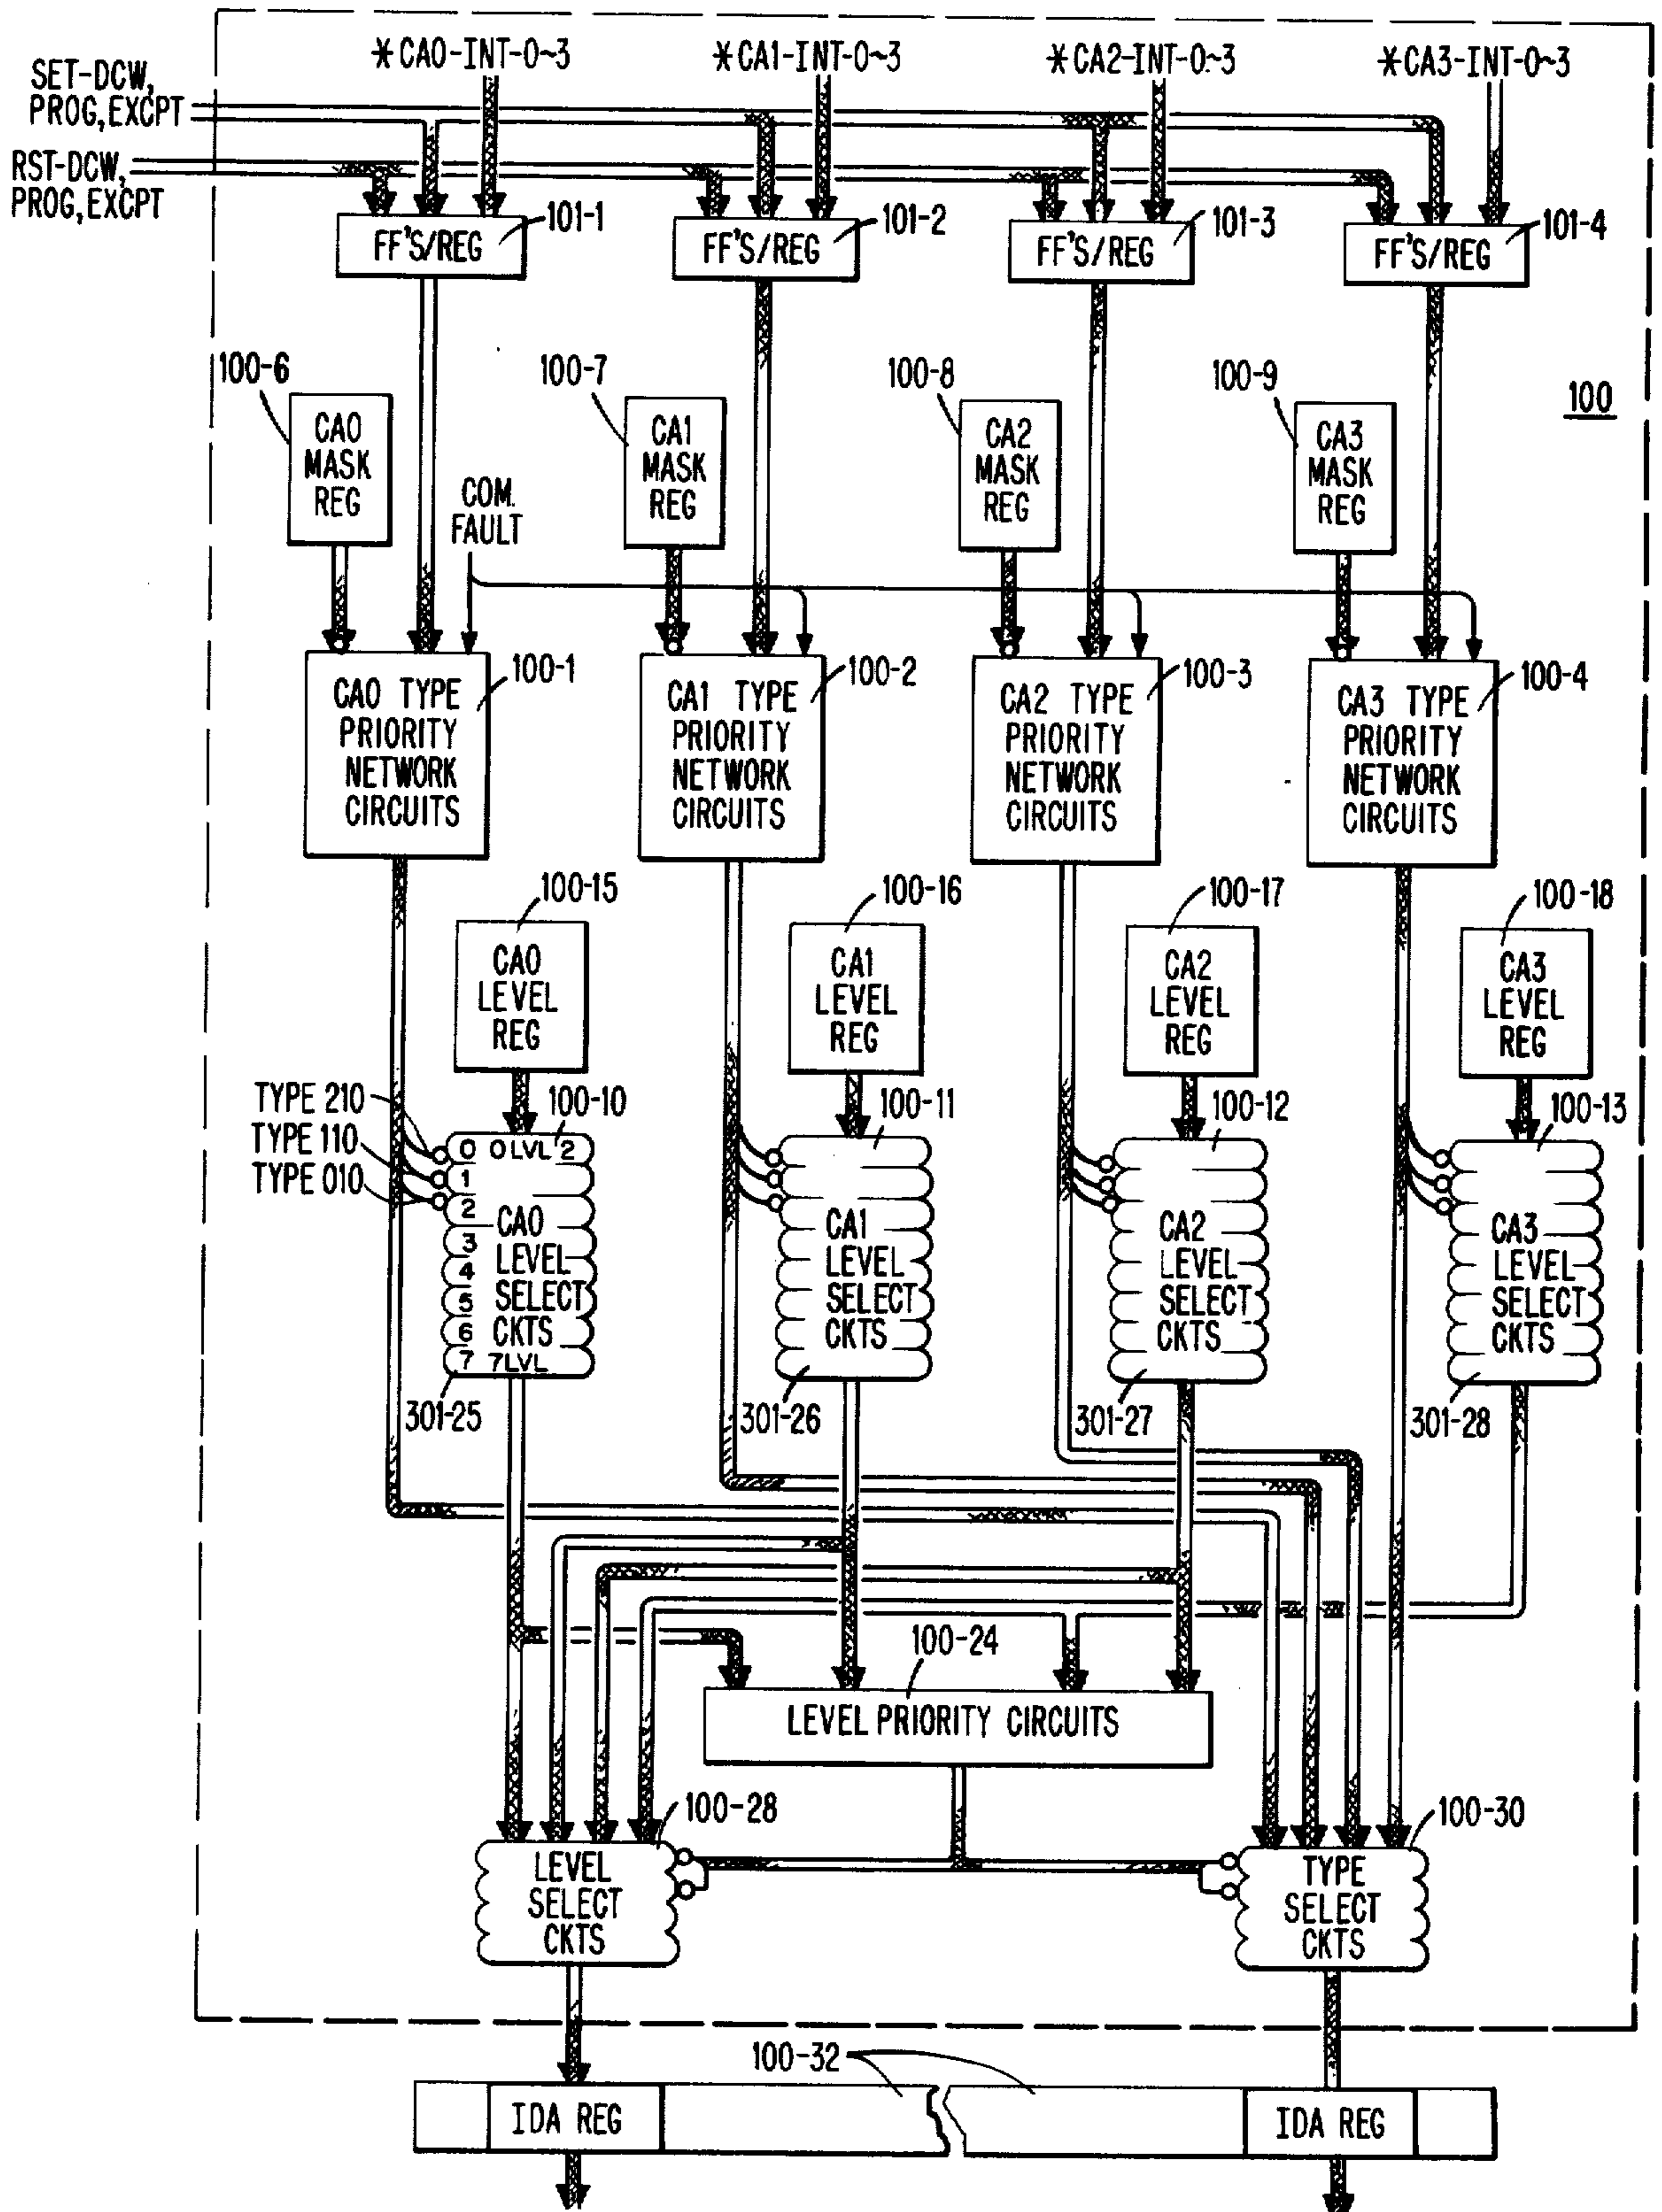 *CA0-INT-0~3
*CA1-INT-0~3
*CA2-INT-0~3
*CA3-INT-0~3
SET-DCW,
PROG,EXCPT
RST-DCW,
PROG,EXCPT
FF'S/REG
101-1
FF'S/REG
101-2
FF'S/REG
101-3
FF'S/REG
101-4
100-6
CA0
MASK
REG
COM.
FAULT
100-7
CA1
MASK
REG
100-8
CA2
MASK
REG
100-9
CA3
MASK
REG
100
CA0 TYPE
PRIORITY
NETWORK
CIRCUITS
100-1
CA1 TYPE
PRIORITY
NETWORK
CIRCUITS
100-2
CA2 TYPE
PRIORITY
NETWORK
CIRCUITS
100-3
CA3 TYPE
PRIORITY
NETWORK
CIRCUITS
100-4
100-15
CA0
LEVEL
REG
100-16
CA1
LEVEL
REG
100-17
CA2
LEVEL
REG
100-18
CA3
LEVEL
REG
TYPE 210
TYPE 110
TYPE 010
100-10
0 0LVL 2
1
2
3
4
5
6
7 7LVL
CA0
LEVEL
SELECT
CKTS
301-25
100-11
CA1
LEVEL
SELECT
CKTS
301-26
100-12
CA2
LEVEL
SELECT
CKTS
301-27
100-13
CA3
LEVEL
SELECT
CKTS
301-28
100-24
LEVEL PRIORITY CIRCUITS
100-28
LEVEL
SELECT
CKTS
100-30
TYPE
SELECT
CKTS
100-32
IDA REG
IDA REG